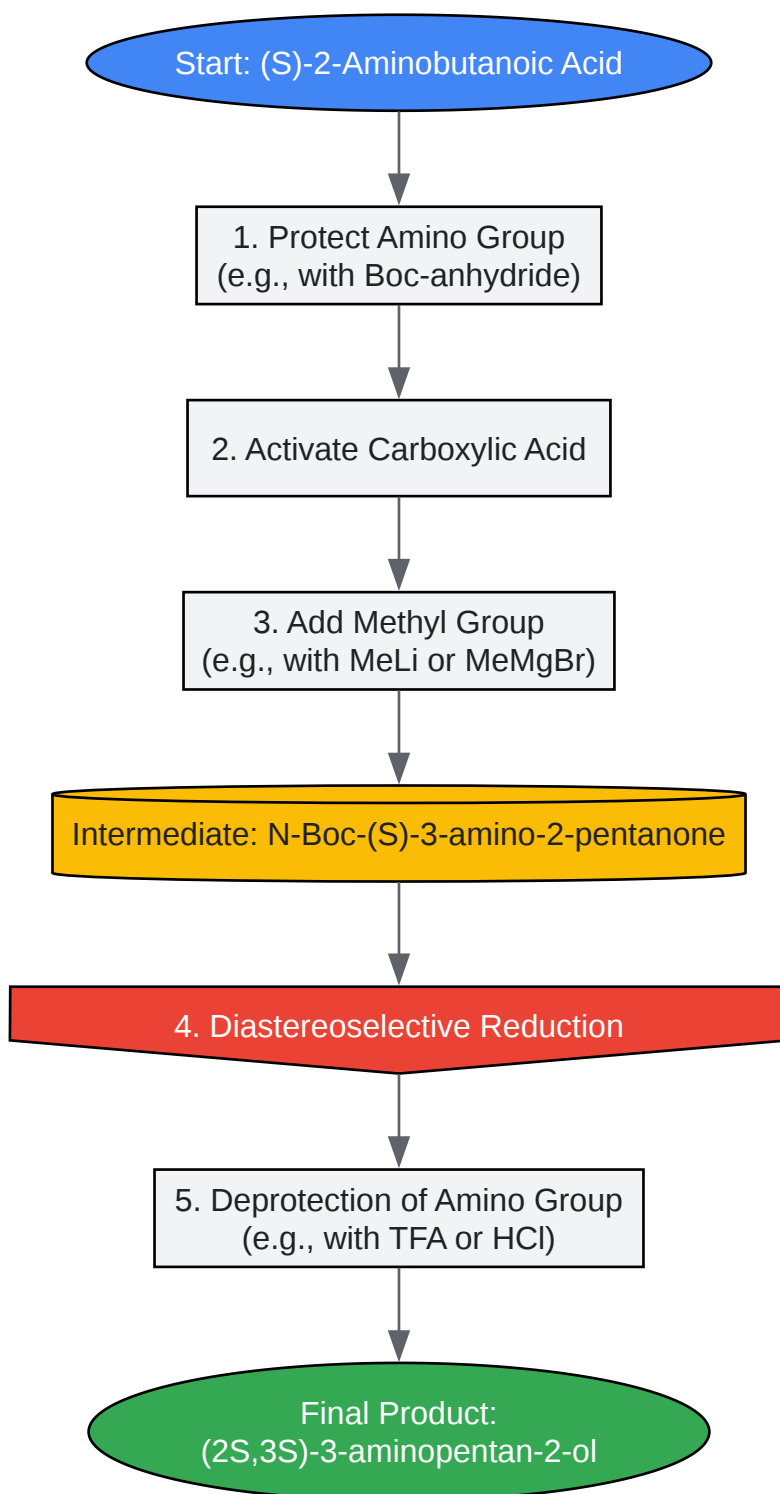 Start: (S)-2-Aminobutanoic Acid
1. Protect Amino Group
(e.g., with Boc-anhydride)
2. Activate Carboxylic Acid
3. Add Methyl Group
(e.g., with MeLi or MeMgBr)
Intermediate: N-Boc-(S)-3-amino-2-pentanone
4. Diastereoselective Reduction
5. Deprotection of Amino Group
(e.g., with TFA or HCl)
Final Product:
(2S,3S)-3-aminopentan-2-ol